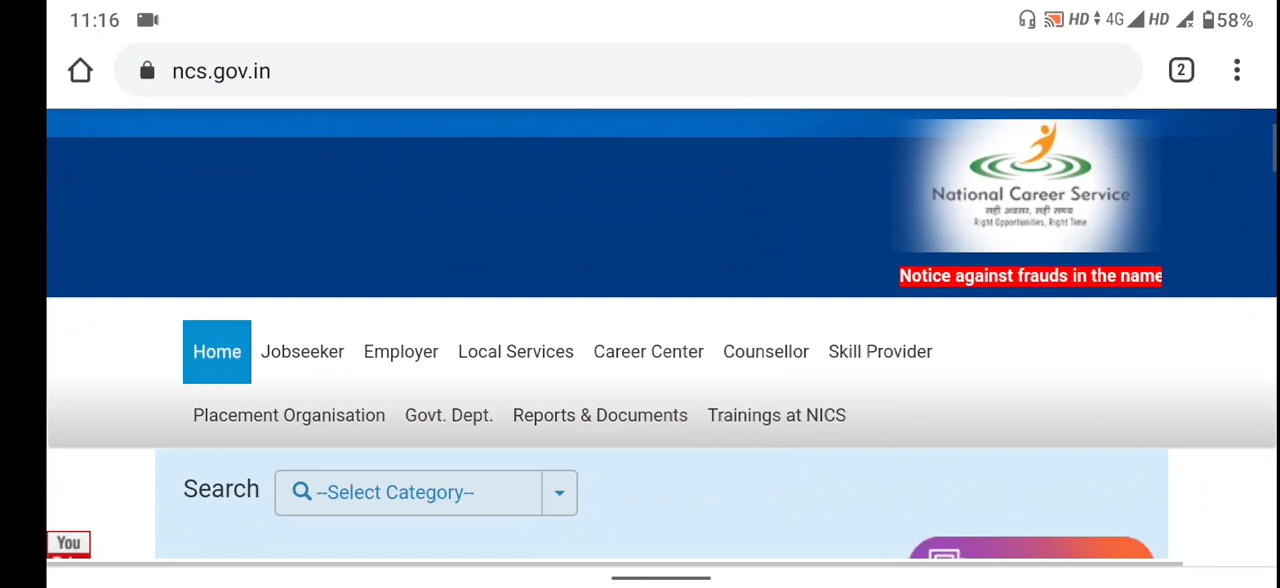 11:16 HD 4G HD 58%
ncs.gov.in 2
National Career Service
सही अवसर, सही समय
Right Opportunities, Right Time
Notice against frauds in the name
Home Jobseeker Employer Local Services Career Center Counsellor Skill Provider
Placement Organisation Govt. Dept. Reports & Documents Trainings at NICS
Search --Select Category--
You